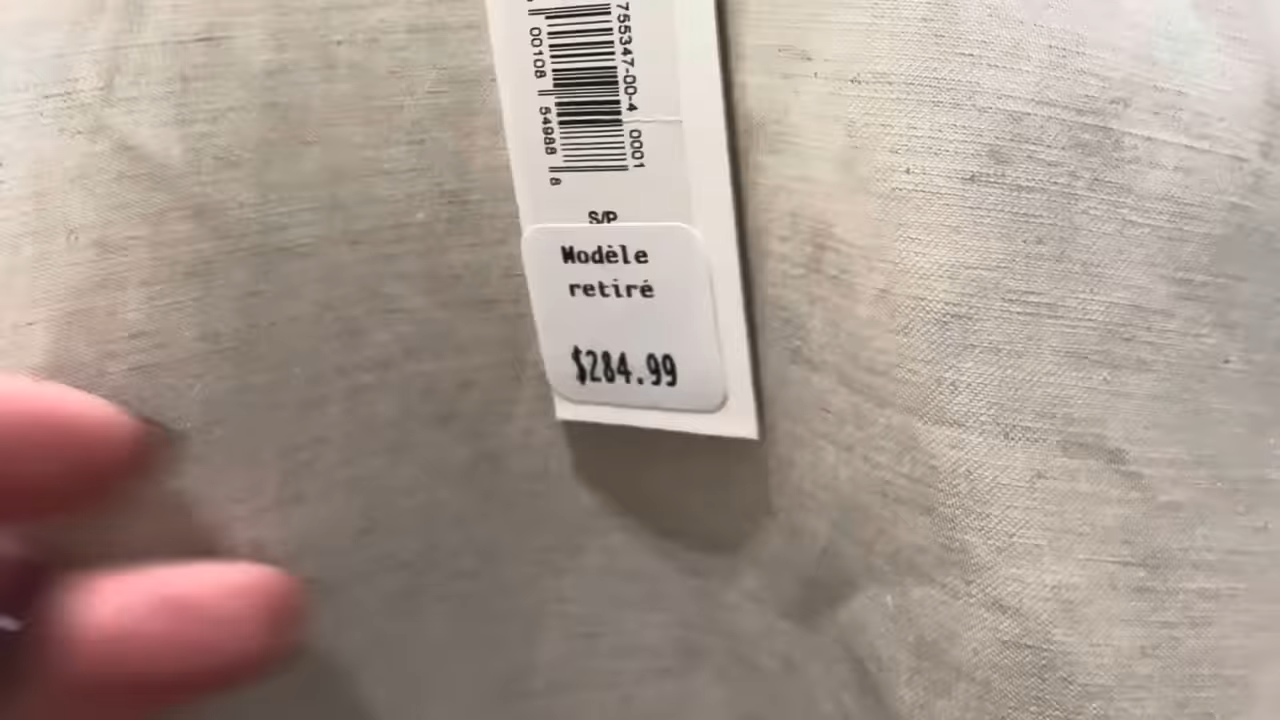 755347-00-4 0001
00108 54988 8
S/P
Modèle
retiré
$284.99